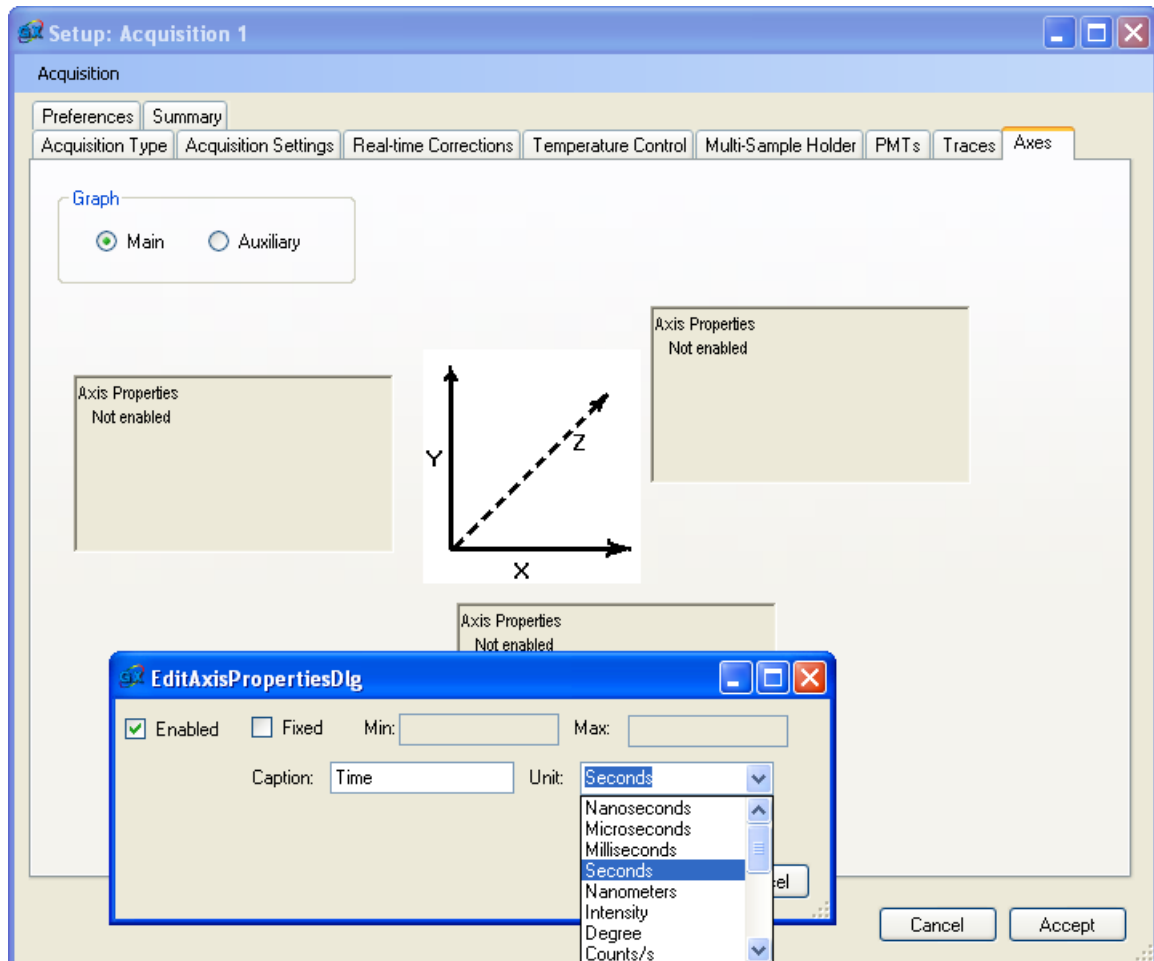 Setup: Acquisition 1
Acquisition
Preferences Summary
Acquisition Type Acquisition Settings Real-time Corrections Temperature Control Multi-Sample Holder PMTs Traces Axes
Graph
Main Auxiliary
Axis Properties
Not enabled
Axis Properties
Not enabled
Y
Z
X
Axis Properties
Not enabled
EditAxisPropertiesDlg
Enabled Fixed Min: Max:
Caption: Time Unit: Seconds
Nanoseconds
Microseconds
Milliseconds
Seconds
Nanometers
Intensity
Degree
Counts/s
Cancel Accept